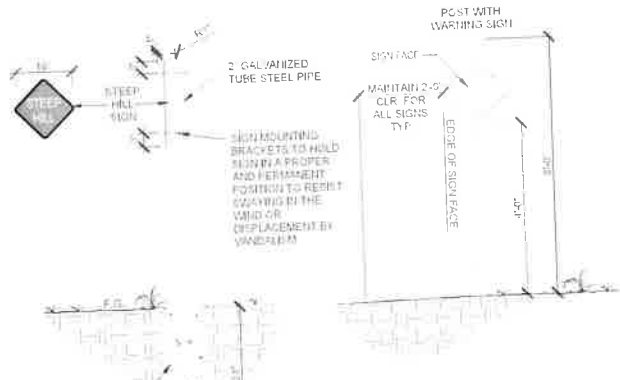 POST WITH
WARNING SIGN
SIGN FACE
2" GALVANIZED
TUBE STEEL PIPE
STEEP
HILL
STEEP
HILL
SIGN
MAINTAIN 2'-0"
CLR. FOR
ALL SIGNS
TYP.
EDGE OF SIGN FACE
4'-0"
SIGN MOUNTING
BRACKETS TO HOLD
SIGN IN A PROPER
AND PERMANENT
POSITION TO RESIST
SWAYING IN THE
WIND OR
DISPLACEMENT BY
VANDALISM
F.G.